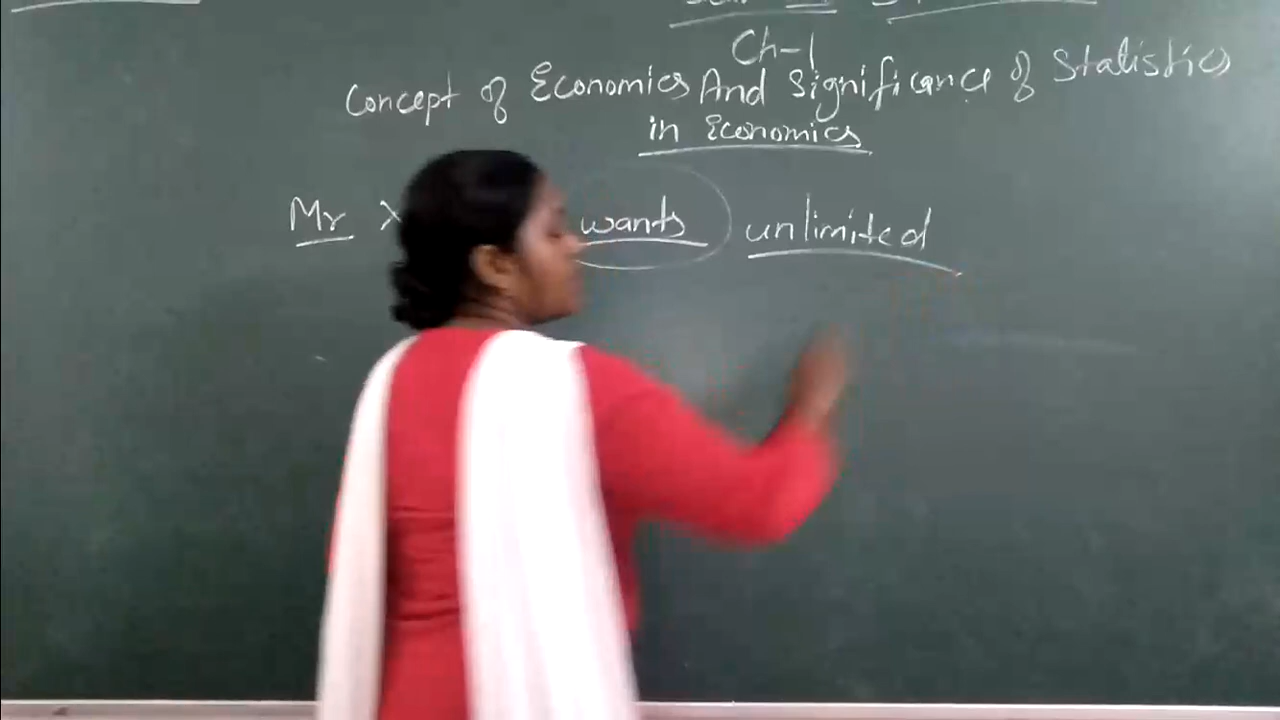 Ch-1
Concept of Economics And Significance of Statistics
in Economics
Mr X wants unlimited